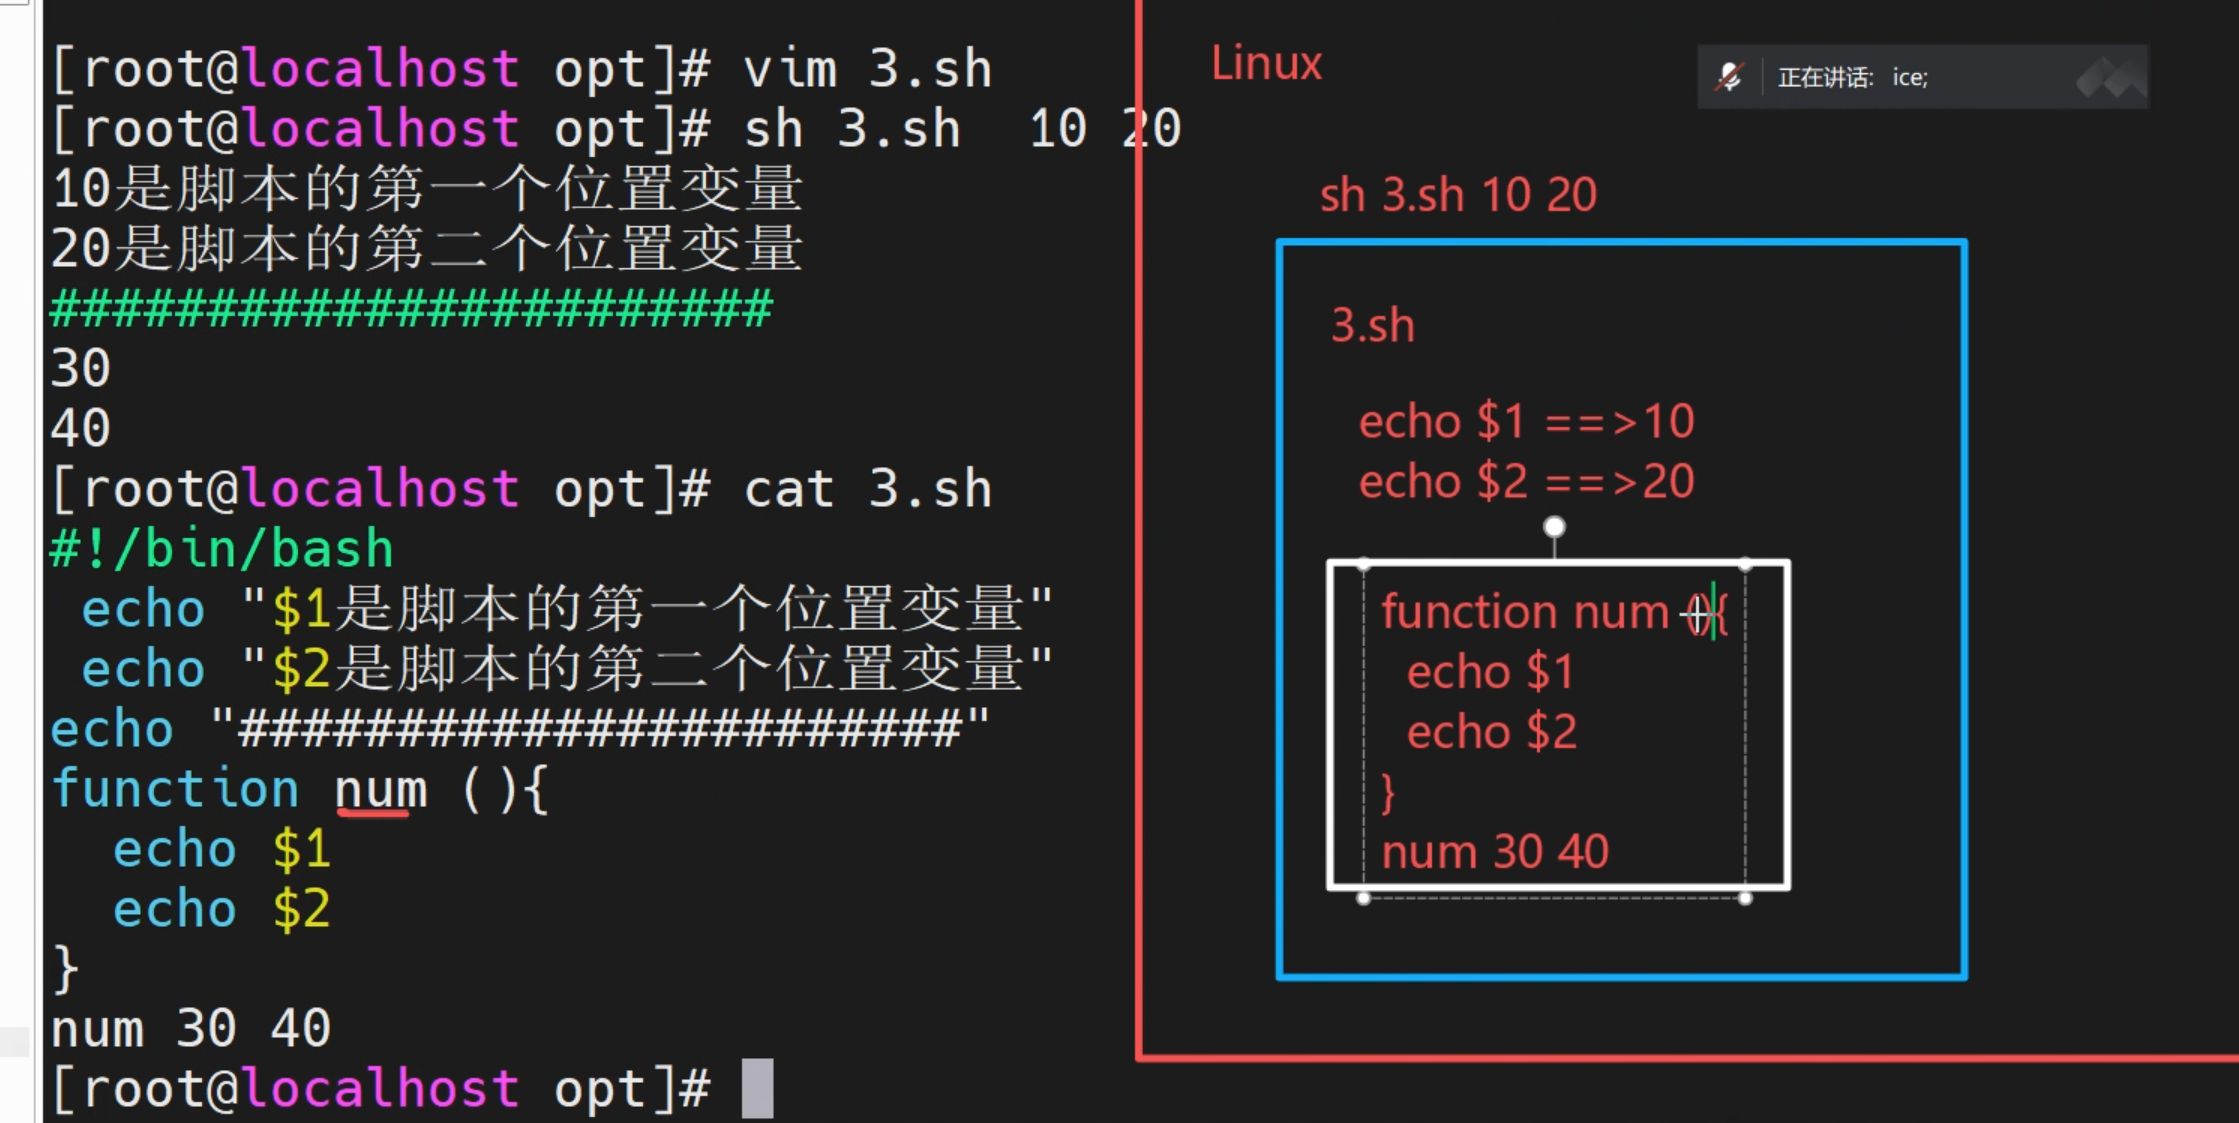 [root@localhost opt]# vim 3.sh
[root@localhost opt]# sh 3.sh  10 20
10是脚本的第一个位置变量
20是脚本的第二个位置变量
#######################
30
40
[root@localhost opt]# cat 3.sh
#!/bin/bash
 echo "$1是脚本的第一个位置变量"
 echo "$2是脚本的第二个位置变量"
echo "#######################"
function num (){
  echo $1
  echo $2
}
num 30 40
[root@localhost opt]#
Linux
正在讲话: ice;
sh 3.sh 10 20
3.sh
echo $1 ==>10
echo $2 ==>20
function num (){
  echo $1
  echo $2
}
num 30 40